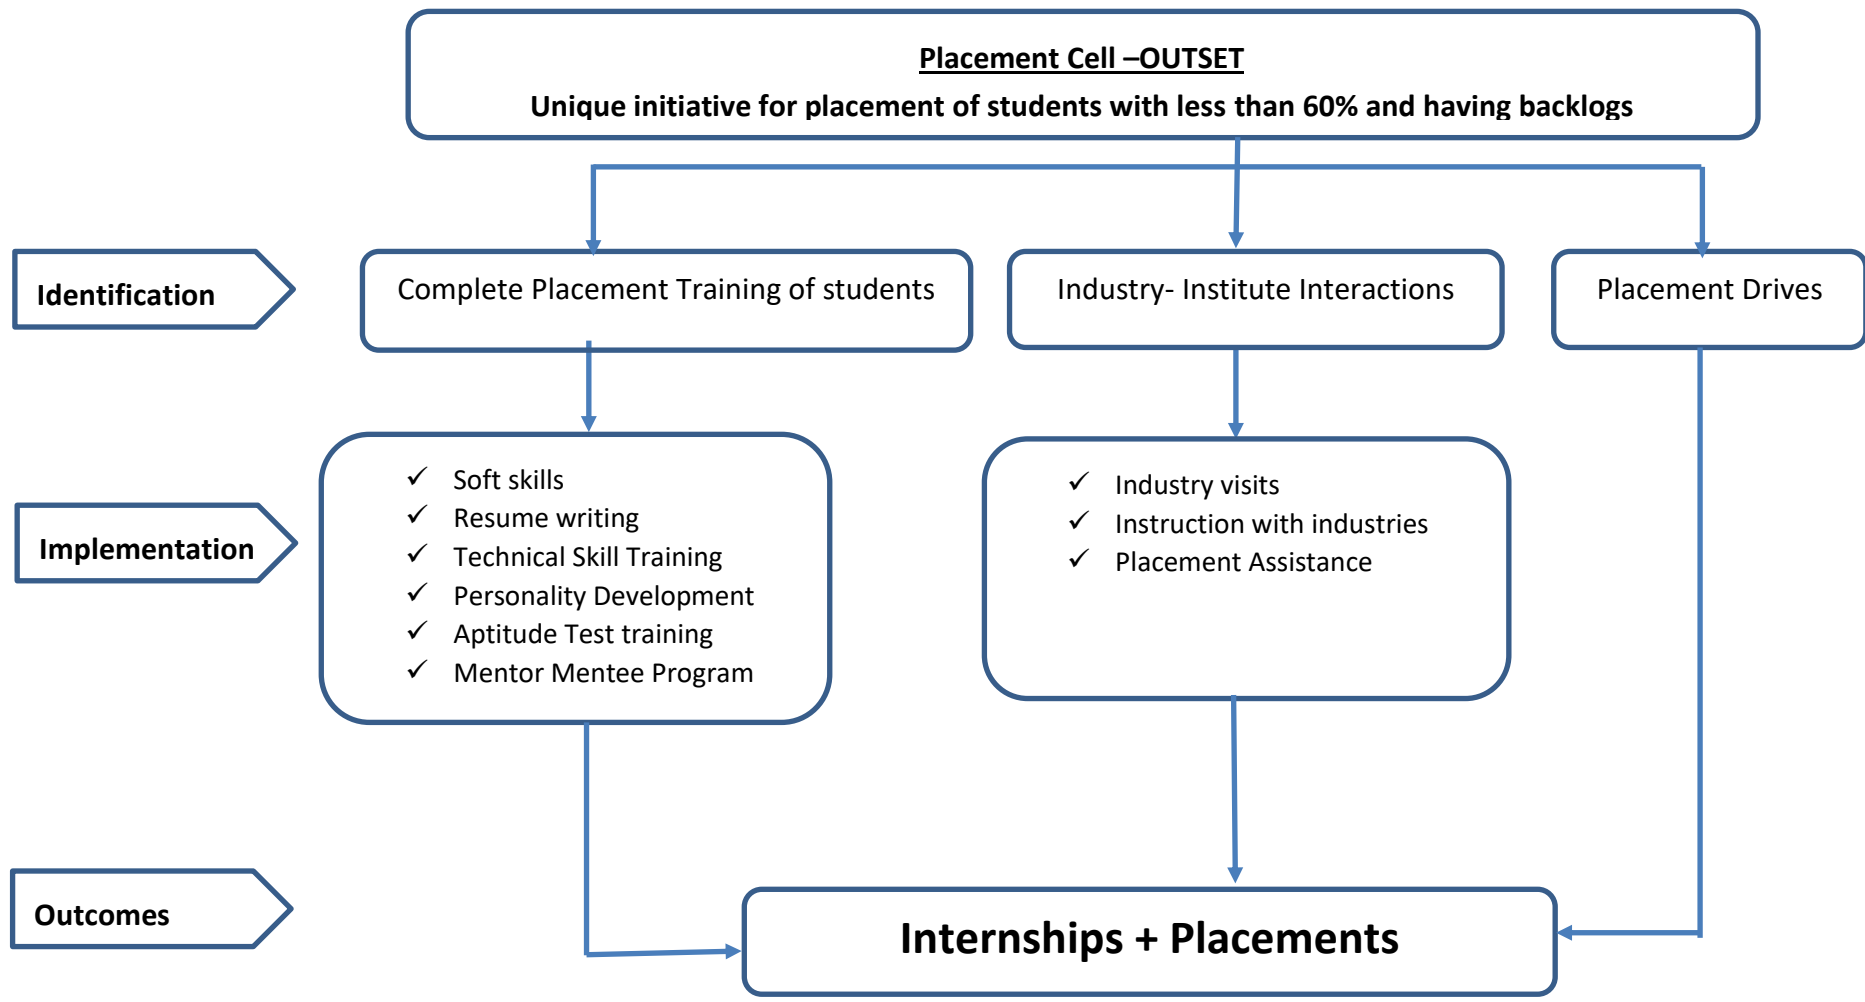 Placement Cell –OUTSET
Unique initiative for placement of students with less than 60% and having backlogs
Identification
Complete Placement Training of students
Industry- Institute Interactions
Placement Drives
Implementation
✓ Soft skills
✓ Resume writing
✓ Technical Skill Training
✓ Personality Development
✓ Aptitude Test training
✓ Mentor Mentee Program
✓ Industry visits
✓ Instruction with industries
✓ Placement Assistance
Outcomes
Internships + Placements